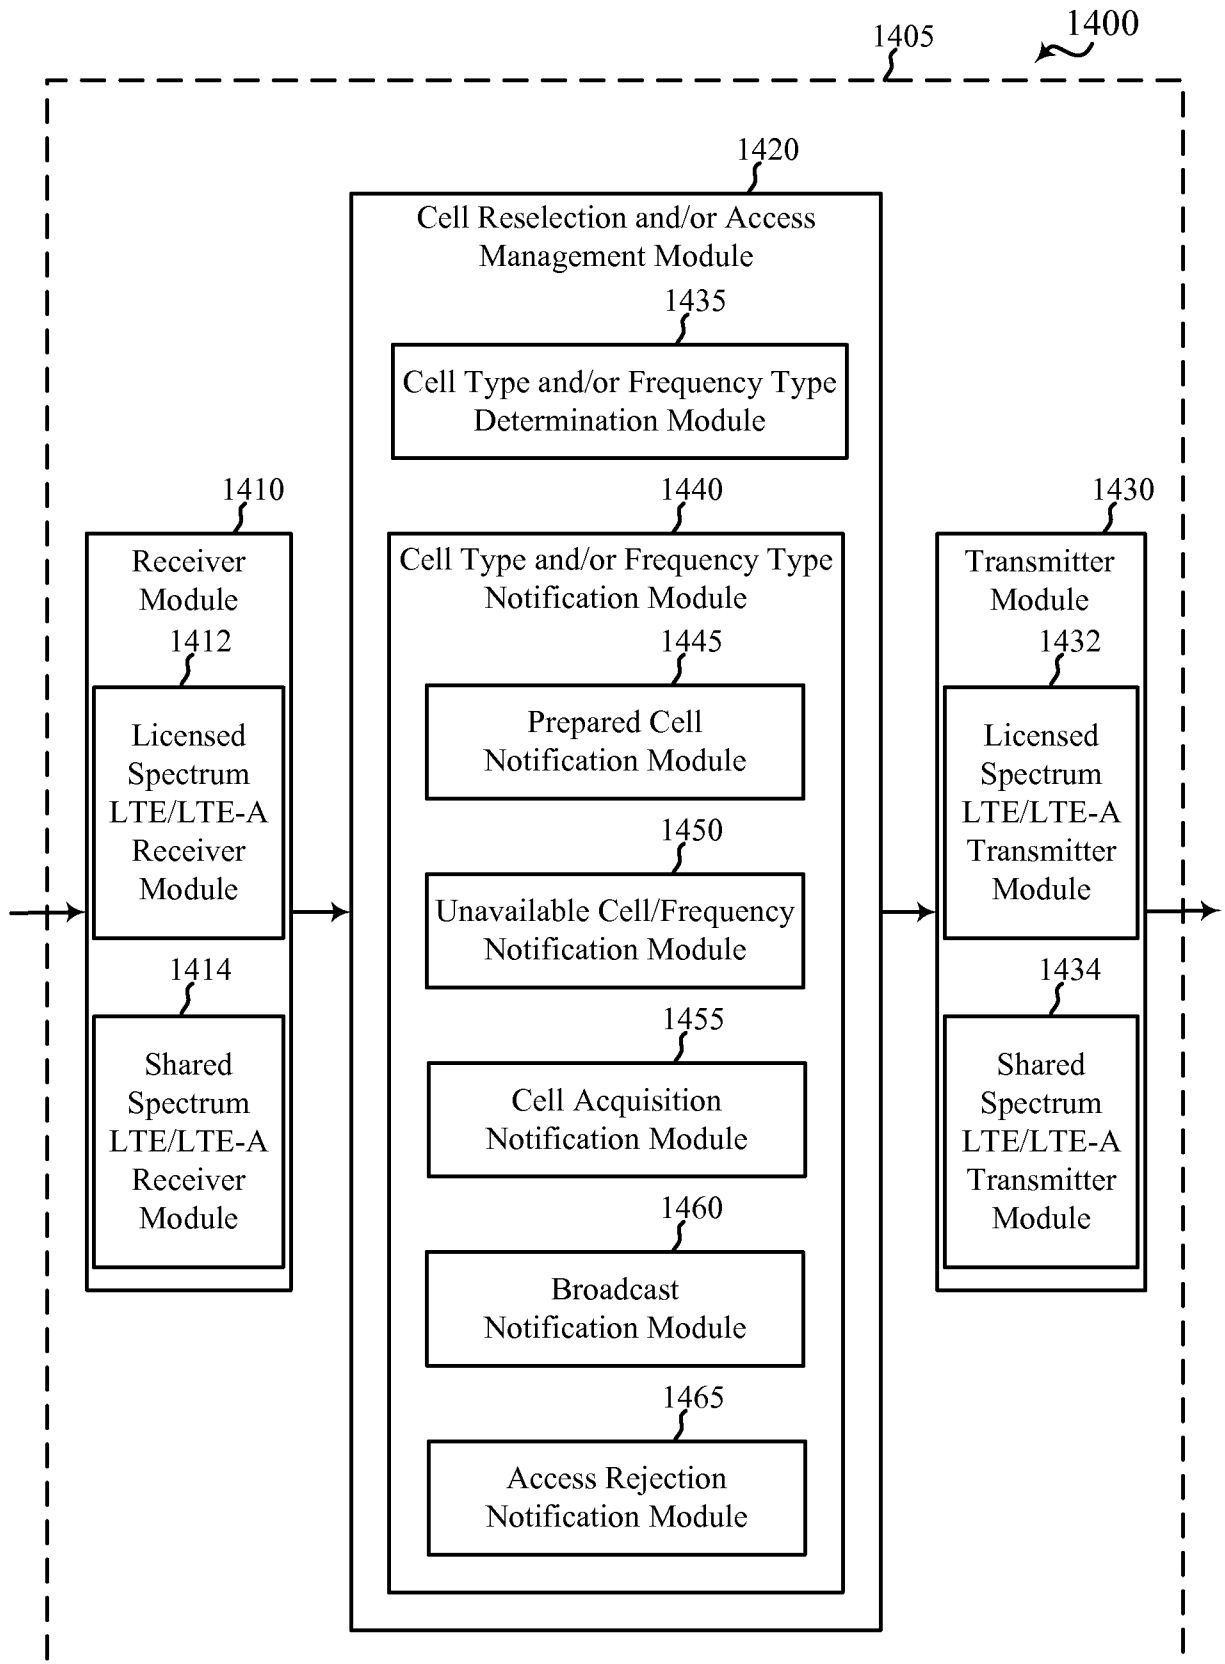 1400
1405
1420
Cell Reselection and/or Access
Management Module
1435
Cell Type and/or Frequency Type
Determination Module
1410
Receiver
Module
1412
Licensed
Spectrum
LTE/LTE-A
Receiver
Module
1414
Shared
Spectrum
LTE/LTE-A
Receiver
Module
1440
Cell Type and/or Frequency Type
Notification Module
1445
Prepared Cell
Notification Module
1450
Unavailable Cell/Frequency
Notification Module
1455
Cell Acquisition
Notification Module
1460
Broadcast
Notification Module
1465
Access Rejection
Notification Module
1430
Transmitter
Module
1432
Licensed
Spectrum
LTE/LTE-A
Transmitter
Module
1434
Shared
Spectrum
LTE/LTE-A
Transmitter
Module